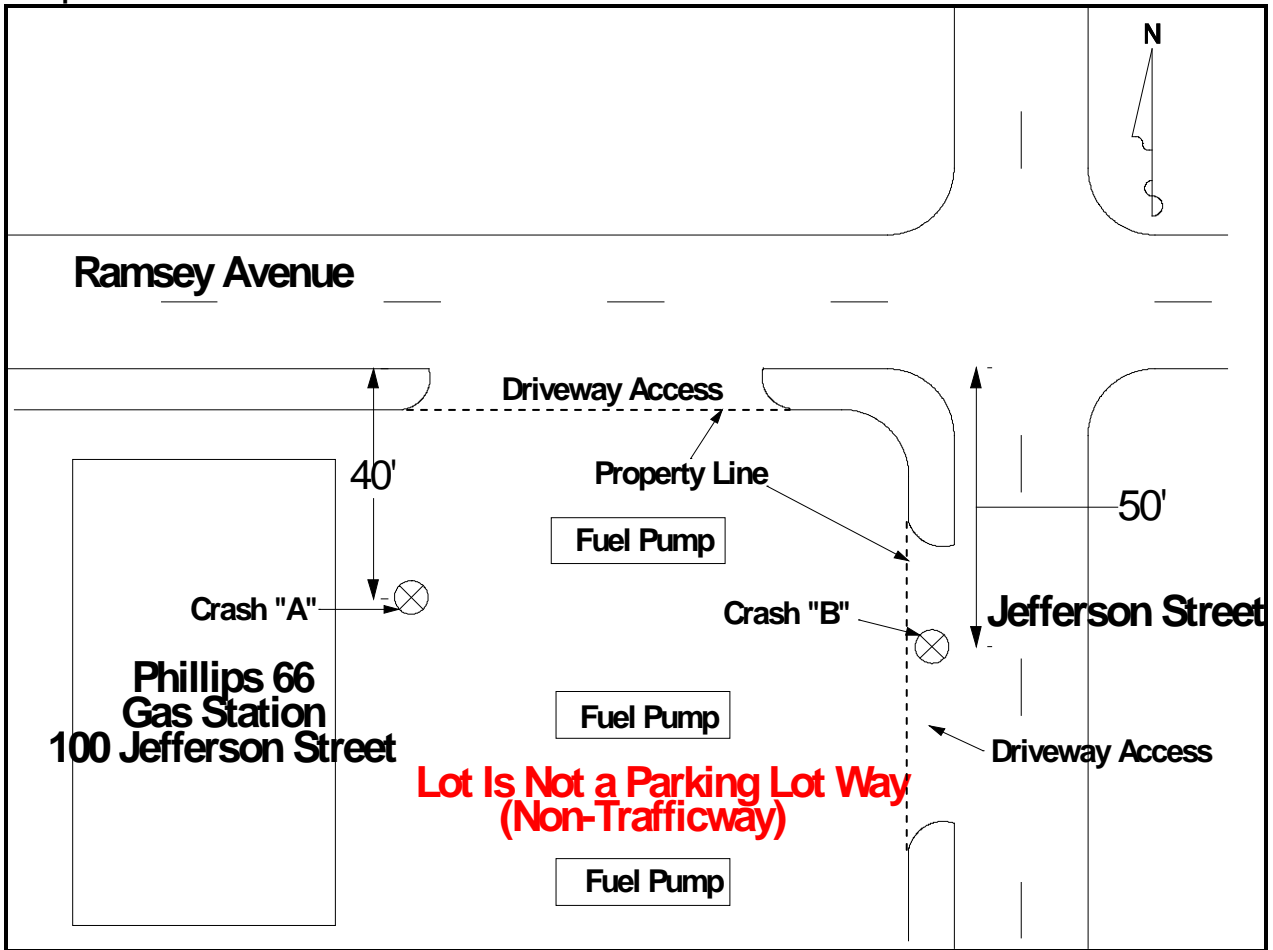 N
Ramsey Avenue
Driveway Access
40'
Property Line
50'
Fuel Pump
Crash "A"
Crash "B"
Jefferson Street
Phillips 66
Gas Station
100 Jefferson Street
Fuel Pump
Driveway Access
Lot Is Not a Parking Lot Way
(Non-Trafficway)
Fuel Pump